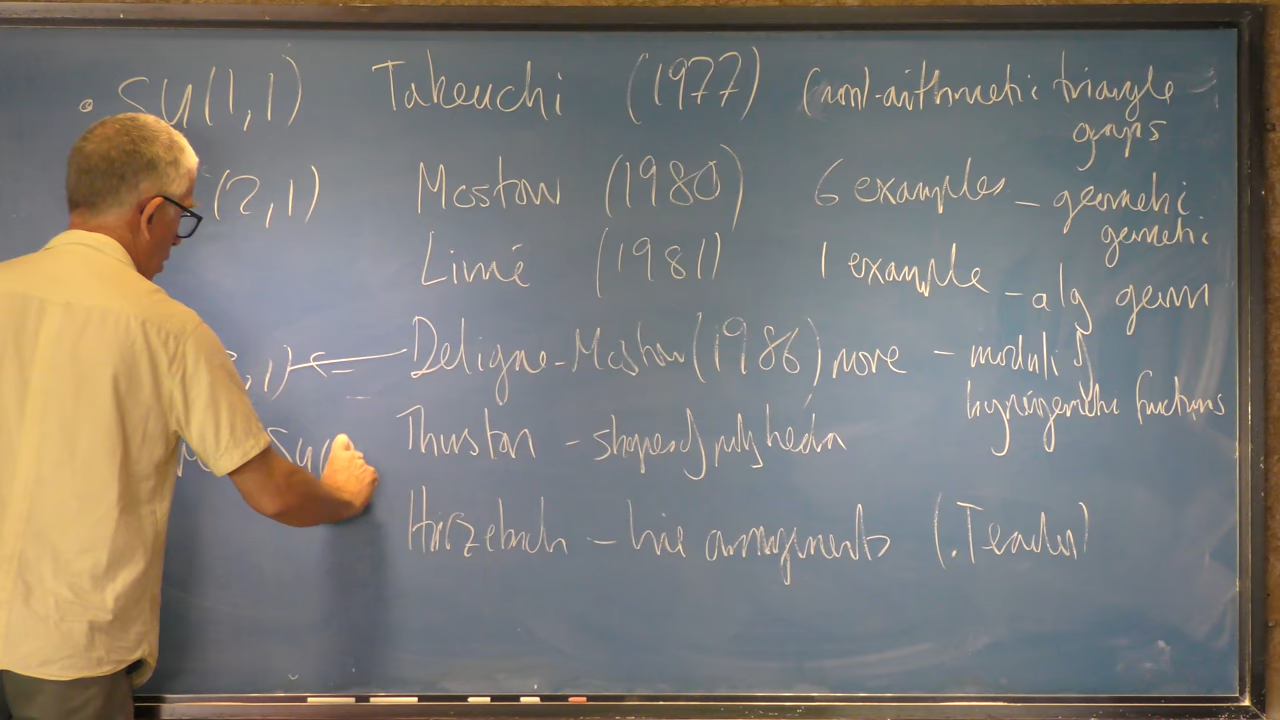 • SU(1,1) Takeuchi (1977) (non)-arithmetic triangle
groups
(2,1) Mostow (1980) 6 examples - geometric
geometric
Livné (1981) 1 example - alg geom
,1) Deligne-Mostow (1986) more - moduli of
hypergeometric functions
SU( Thurston - shapes of polyhedra
Hirzebruch - line arrangements